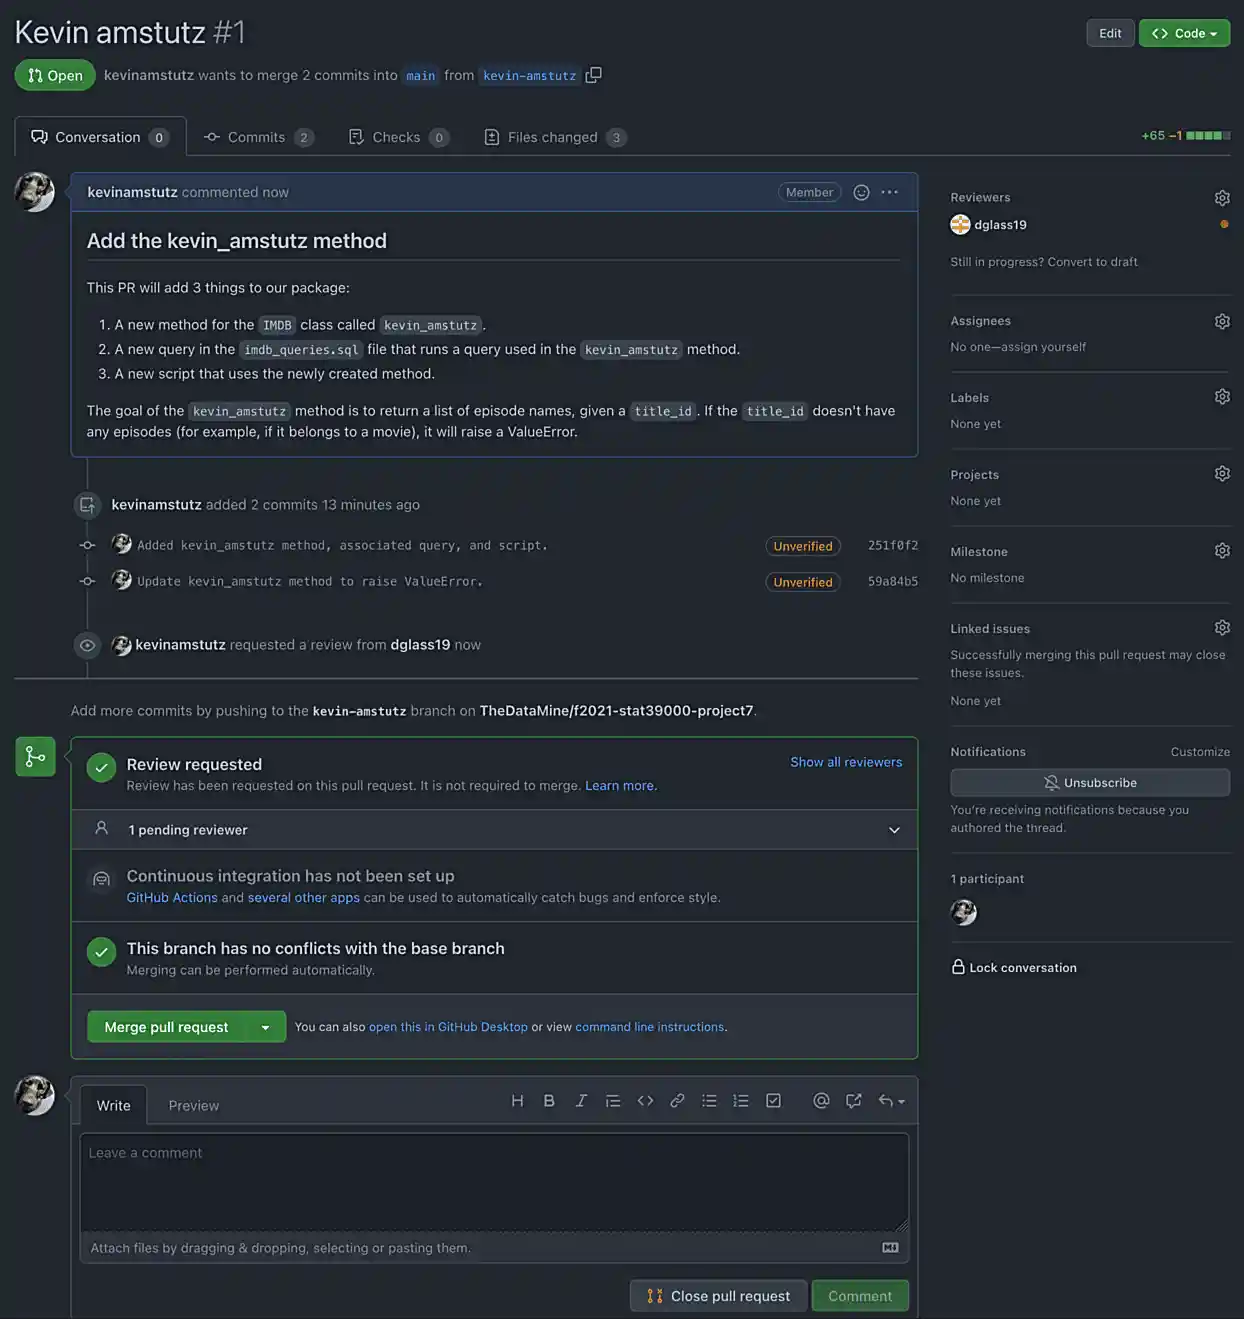 Kevin amstutz #1
Edit
Code
Open
kevinamstutz wants to merge 2 commits into main from kevin-amstutz
Conversation 0
Commits 2
Checks 0
Files changed 3
+65 −1
kevinamstutz commented now
Member
Add the kevin_amstutz method
This PR will add 3 things to our package:
1. A new method for the IMDB class called kevin_amstutz.
2. A new query in the imdb_queries.sql file that runs a query used in the kevin_amstutz method.
3. A new script that uses the newly created method.
The goal of the kevin_amstutz method is to return a list of episode names, given a title_id. If the title_id doesn't have
any episodes (for example, if it belongs to a movie), it will raise a ValueError.
kevinamstutz added 2 commits 13 minutes ago
Added kevin_amstutz method, associated query, and script.
Unverified
251f0f2
Update kevin_amstutz method to raise ValueError.
Unverified
59a84b5
kevinamstutz requested a review from dglass19 now
Add more commits by pushing to the kevin-amstutz branch on TheDataMine/f2021-stat39000-project7.
Review requested
Show all reviewers
Review has been requested on this pull request. It is not required to merge. Learn more.
1 pending reviewer
Continuous integration has not been set up
GitHub Actions and several other apps can be used to automatically catch bugs and enforce style.
This branch has no conflicts with the base branch
Merging can be performed automatically.
Merge pull request
You can also open this in GitHub Desktop or view command line instructions.
Write
Preview
H B I
Leave a comment
Attach files by dragging & dropping, selecting or pasting them.
Close pull request
Comment
Reviewers
dglass19
Still in progress? Convert to draft
Assignees
No one—assign yourself
Labels
None yet
Projects
None yet
Milestone
No milestone
Linked issues
Successfully merging this pull request may close
these issues.
None yet
Notifications
Customize
Unsubscribe
You're receiving notifications because you
authored the thread.
1 participant
Lock conversation